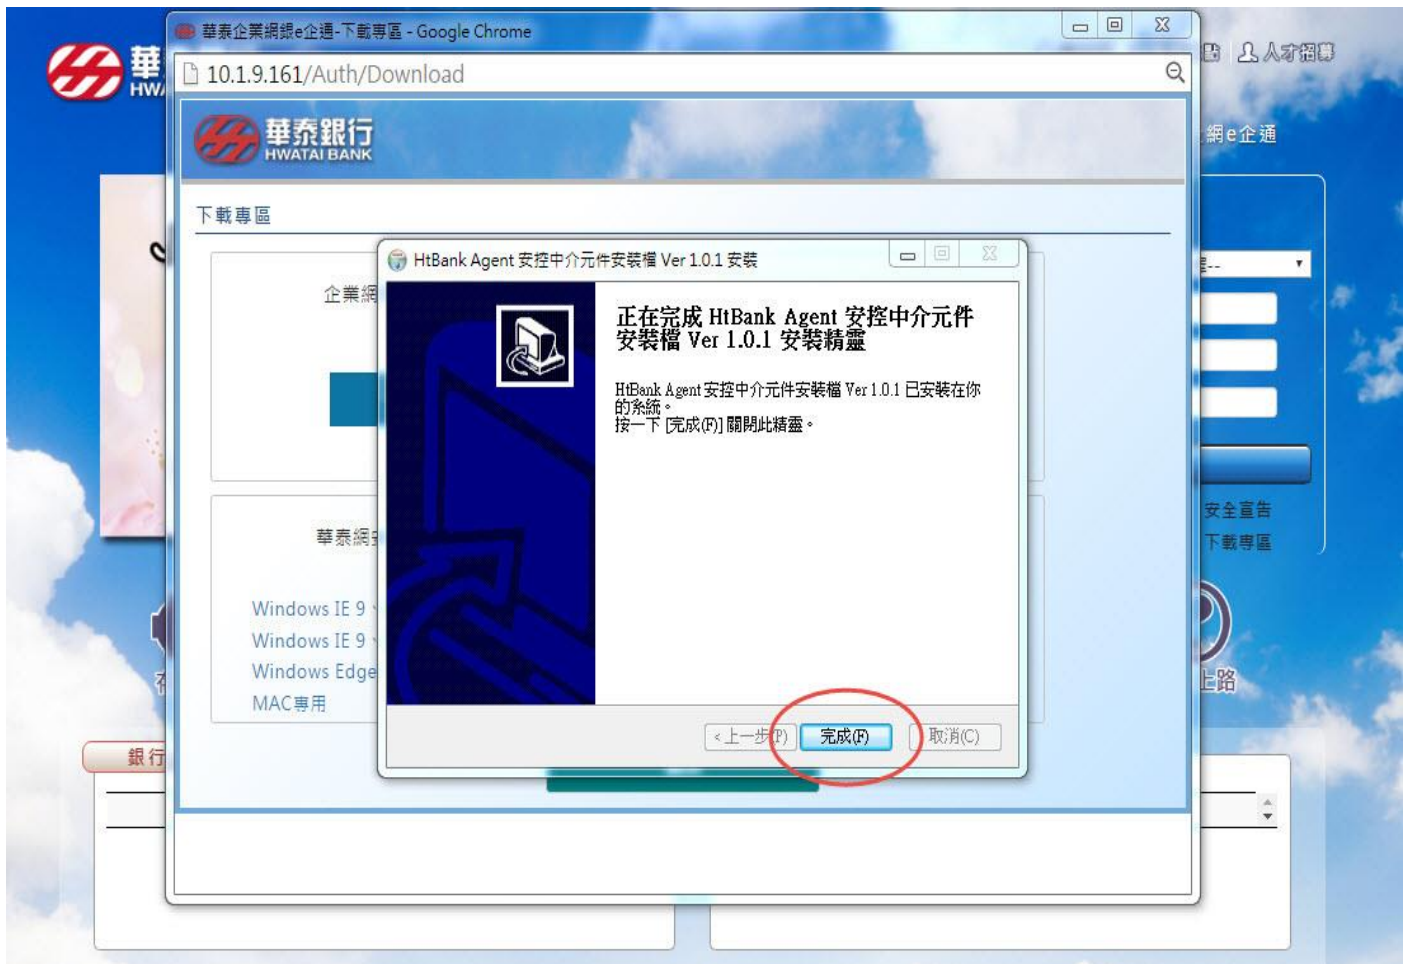 華泰企業網銀e企通-下載專區 - Google Chrome
華
HWA
人才招募
10.1.9.161/Auth/Download
華泰銀行
HWATAI BANK
網e企通
下載專區
HtBank Agent 安控中介元件安裝檔 Ver 1.0.1 安裝
企業網
正在完成 HtBank Agent 安控中介元件
安裝檔 Ver 1.0.1 安裝精靈
HtBank Agent 安控中介元件安裝檔 Ver 1.0.1 已安裝在你
的系統。
按一下 [完成(F)] 關閉此精靈。
安全宣告
華泰網
下載專區
Windows IE 9、
Windows IE 9、
Windows Edge
MAC專用
上路
<上一步(P)
完成(F)
取消(C)
銀行